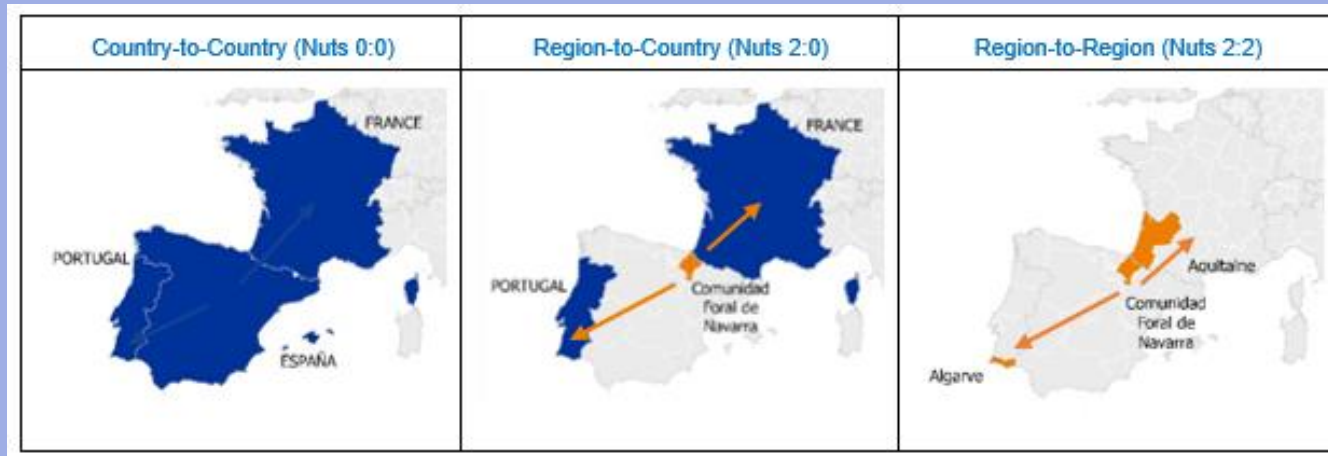 Country-to-Country (Nuts 0:0)
Region-to-Country (Nuts 2:0)
Region-to-Region (Nuts 2:2)
FRANCE
PORTUGAL
ESPAÑA
FRANCE
PORTUGAL
Comunidad
Foral de
Navarra
Aquitaine
Comunidad
Foral de
Navarra
Algarve